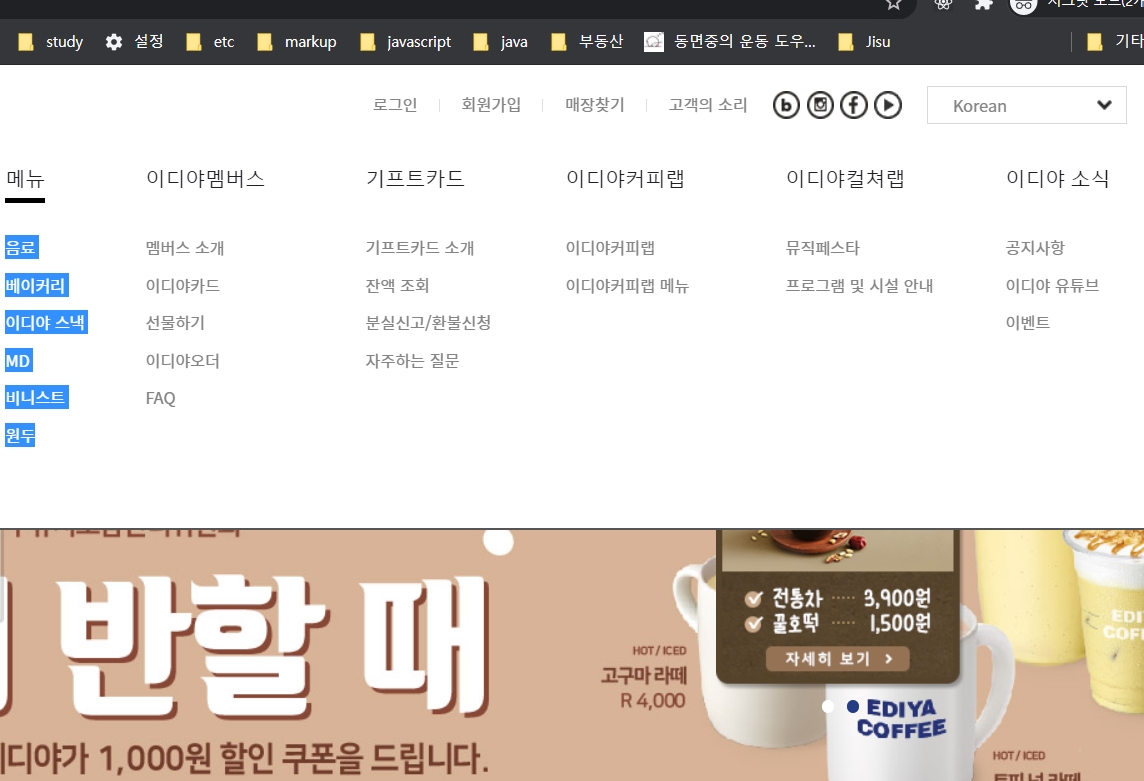 study 설정 etc markup javascript java 부동산 동면중의 운동 도우... Jisu 기타
로그인 회원가입 매장찾기 고객의 소리 Korean
메뉴 이디야멤버스 기프트카드 이디야커피랩 이디야컬쳐랩 이디야 소식
음료 멤버스 소개 기프트카드 소개 이디야커피랩 뮤직페스타 공지사항
베이커리 이디야카드 잔액 조회 이디야커피랩 메뉴 프로그램 및 시설 안내 이디야 유튜브
이디야 스낵 선물하기 분실신고/환불신청 이벤트
MD 이디야오더 자주하는 질문
비니스트 FAQ
원두
반할 때
전통차 ····· 3,900원
꿀호떡 ····· 1,500원
자세히 보기 >
HOT / ICED
고구마 라떼
R 4,000
EDIYA
COFFEE
디야가 1,000원 할인 쿠폰을 드립니다.
HOT / ICED